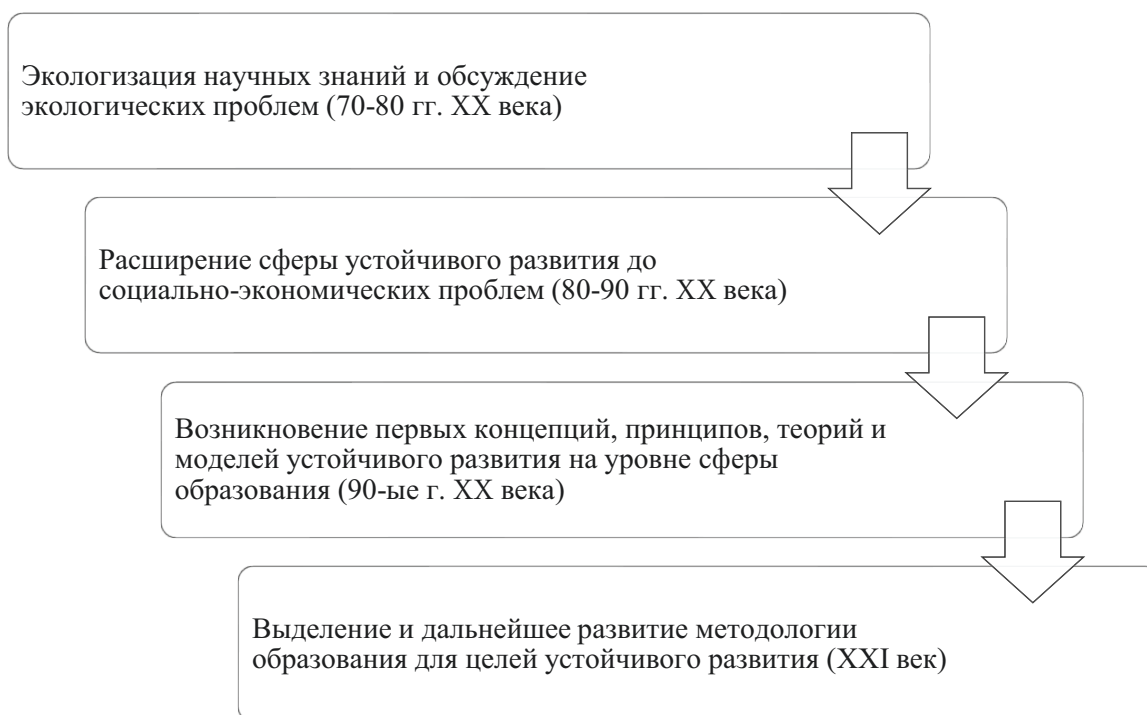 Экологизация научных знаний и обсуждение
экологических проблем (70-80 гг. XX века)
Расширение сферы устойчивого развития до
социально-экономических проблем (80-90 гг. XX века)
Возникновение первых концепций, принципов, теорий и
моделей устойчивого развития на уровне сферы
образования (90-ые г. XX века)
Выделение и дальнейшее развитие методологии
образования для целей устойчивого развития (XXI век)